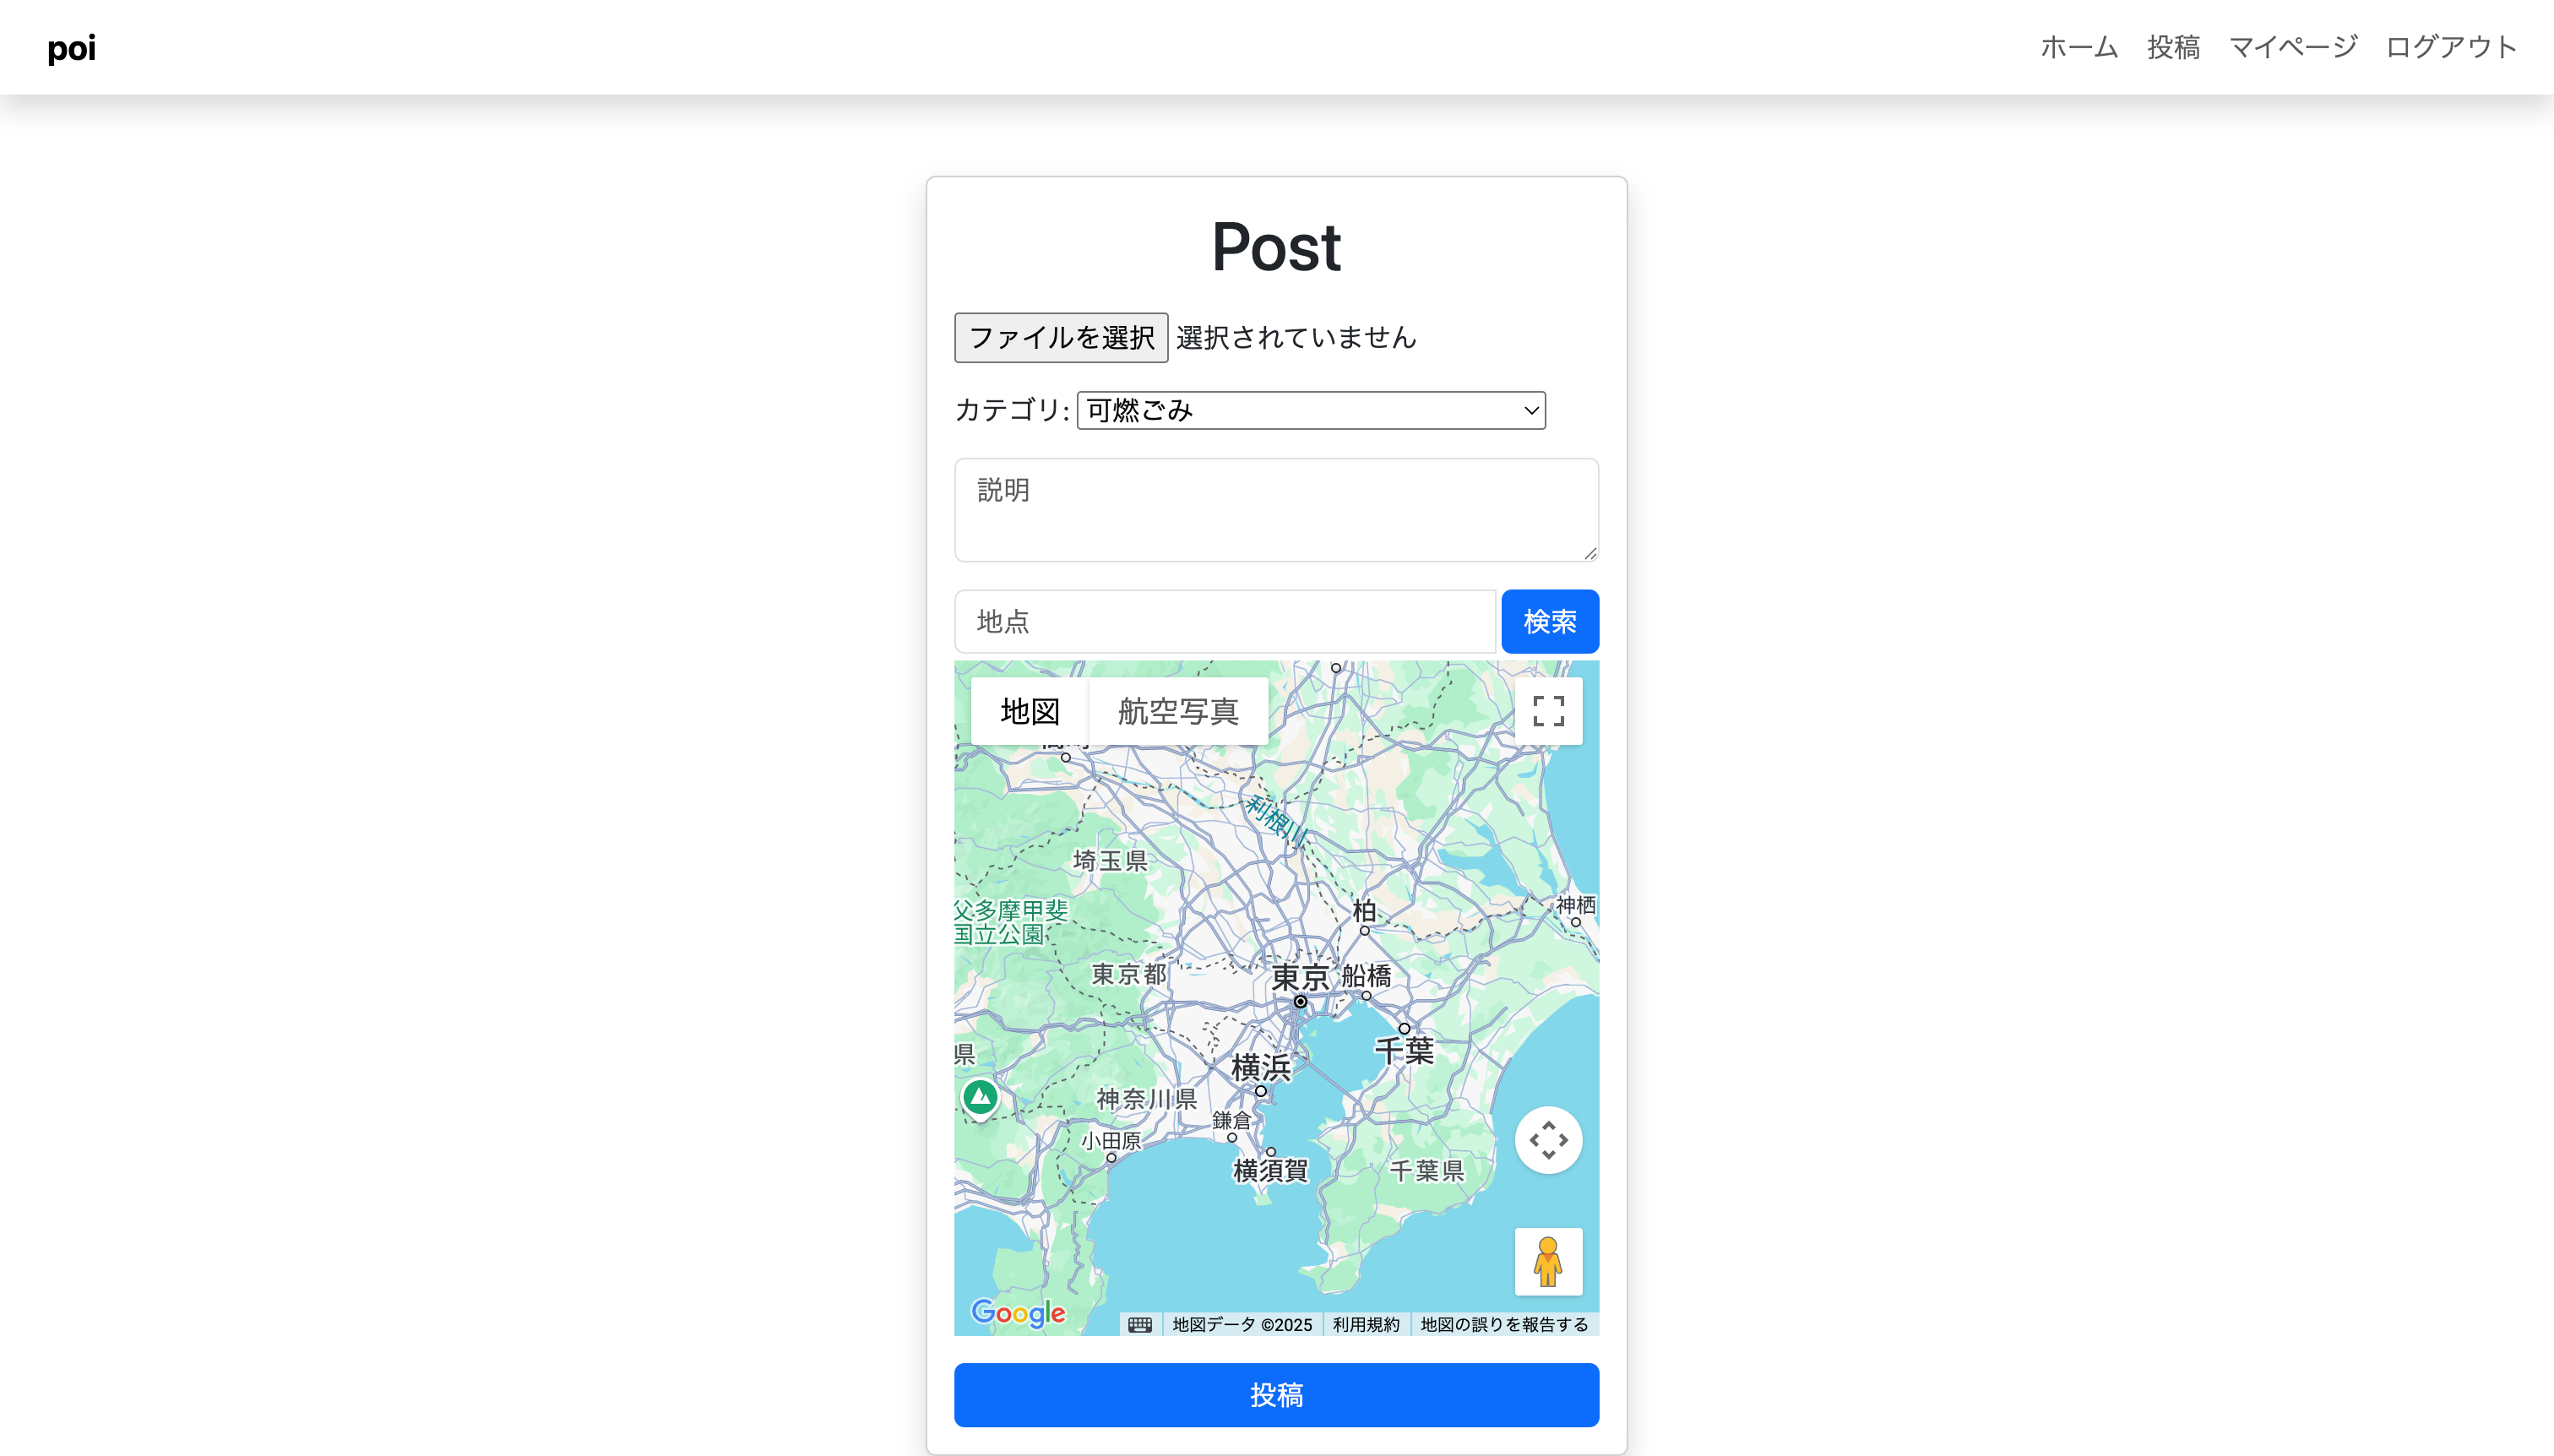 poi
ホーム 投稿 マイページ ログアウト
Post
ファイルを選択 選択されていません
カテゴリ: 可燃ごみ
説明
地点 検索
地図 航空写真
利根川
埼玉県
父多摩甲斐
国立公園
柏
神栖
東京都
東京
船橋
千葉
県
横浜
神奈川県
鎌倉
小田原
横須賀
千葉県
Google
地図データ ©2025 利用規約 地図の誤りを報告する
投稿